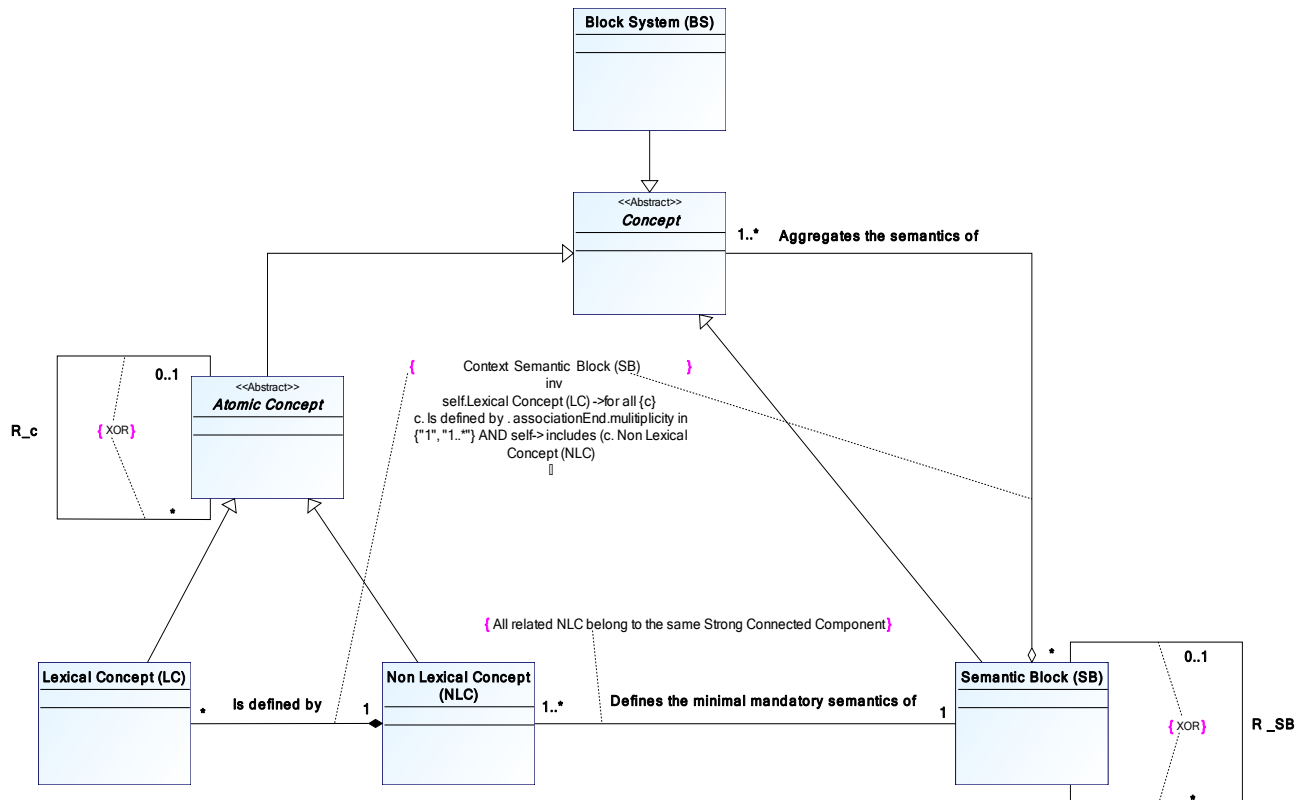 Block System (BS)
<<Abstract>>
Concept
1..*
Aggregates the semantics of
{ Context Semantic Block (SB) }
inv
self.Lexical Concept (LC) ->for all {c}
c. Is defined by . associationEnd.mulitiplicity in
{"1", "1..*"} AND self-> includes (c. Non Lexical
Concept (NLC)
0..1
<<Abstract>>
Atomic Concept
R_c
{ XOR }
*
{ All related NLC belong to the same Strong Connected Component }
Lexical Concept (LC)
*
Is defined by
1
Non Lexical Concept
(NLC)
1..*
Defines the minimal mandatory semantics of
1
Semantic Block (SB)
*
0..1
{ XOR }
R _SB
*